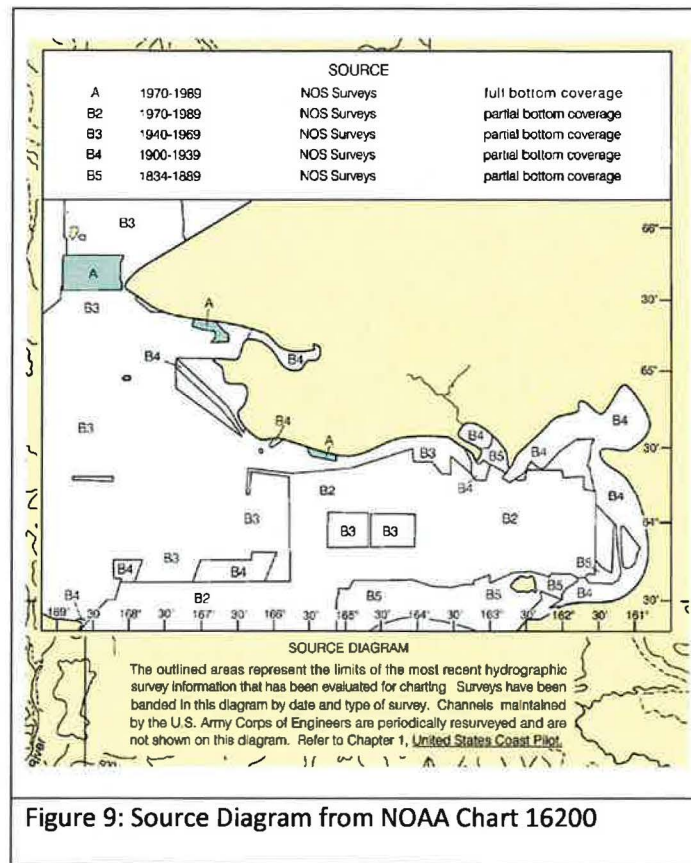 SOURCE
A 1970-1989 NOS Surveys full bottom coverage
B2 1970-1989 NOS Surveys partial bottom coverage
B3 1940-1969 NOS Surveys partial bottom coverage
B4 1900-1939 NOS Surveys partial bottom coverage
B5 1834-1889 NOS Surveys partial bottom coverage
B3
66°
A
B3
A
30'
B4
B4
65°
B3
B4
A
B3
B4
B5
B4
B4
30'
B4
B2
B4
B3
B3
B3
B2
64°
B3
B4
B4
B5
B4
B2
B5
B5
B5
B4
30'
169° 30' 168° 30' 167° 30' 166° 30' 165° 30' 164° 30' 163° 30' 162° 30' 161°
SOURCE DIAGRAM
The outlined areas represent the limits of the most recent hydrographic
survey information that has been evaluated for charting Surveys have been
banded in this diagram by date and type of survey. Channels maintained
by the U.S. Army Corps of Engineers are periodically resurveyed and are
not shown on this diagram. Refer to Chapter 1, United States Coast Pilot.
River
Figure 9: Source Diagram from NOAA Chart 16200